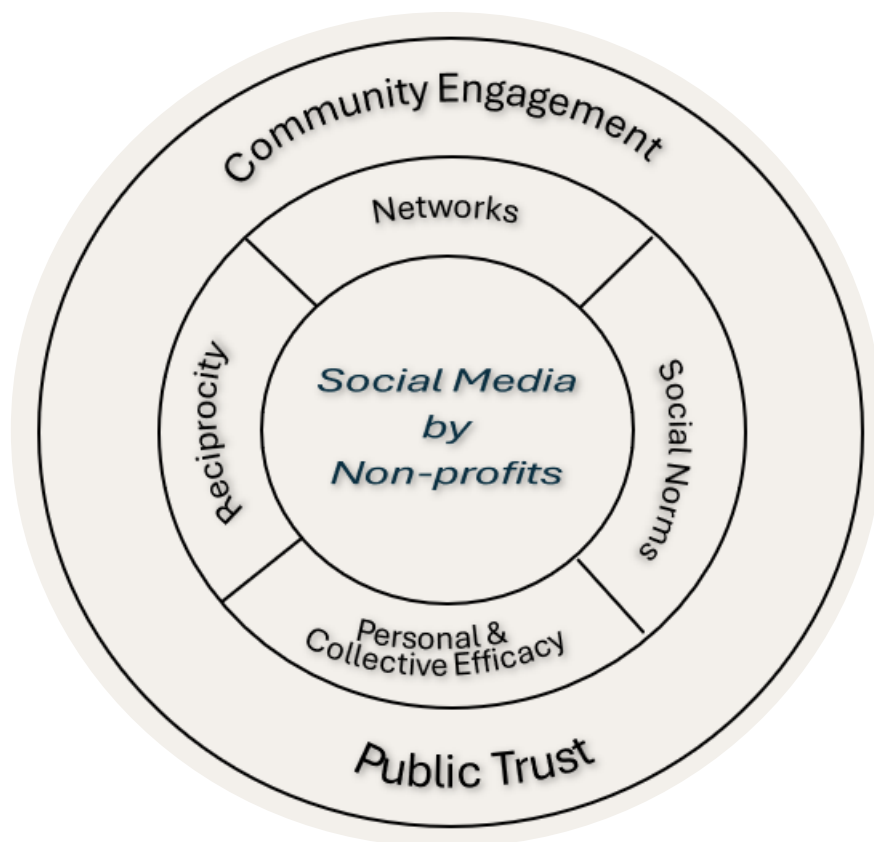 Community Engagement
Networks
Reciprocity
Social Media
by
Non-profits
Social Norms
Personal &
Collective Efficacy
Public Trust